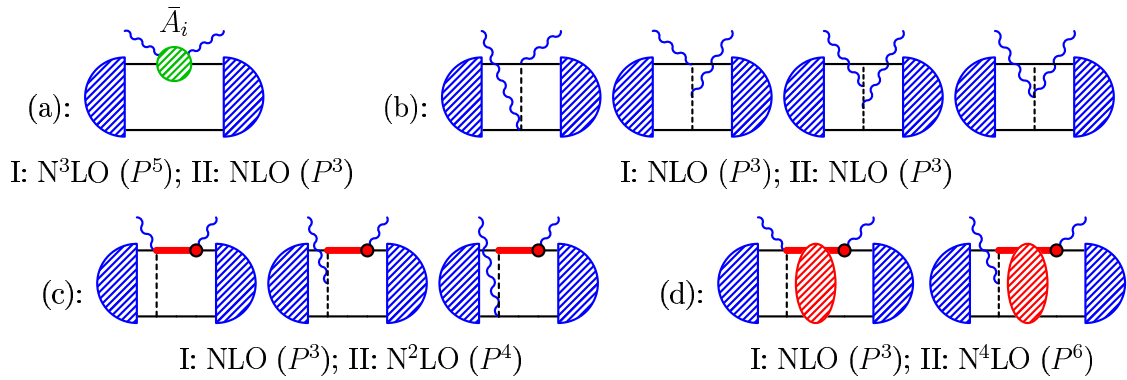 Āᵢ
(a):
(b):
I: N³LO (P⁵); II: NLO (P³)
I: NLO (P³); II: NLO (P³)
(c):
(d):
I: NLO (P³); II: N²LO (P⁴)
I: NLO (P³); II: N⁴LO (P⁶)